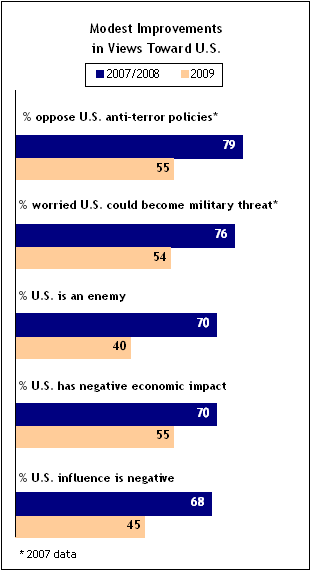 Modest Improvements
in Views Toward U.S.
2007/2008 2009
% oppose U.S. anti-terror policies*
79
55
% worried U.S. could become military threat*
76
54
% U.S. is an enemy
70
40
% U.S. has negative economic impact
70
55
% U.S. influence is negative
68
45
* 2007 data